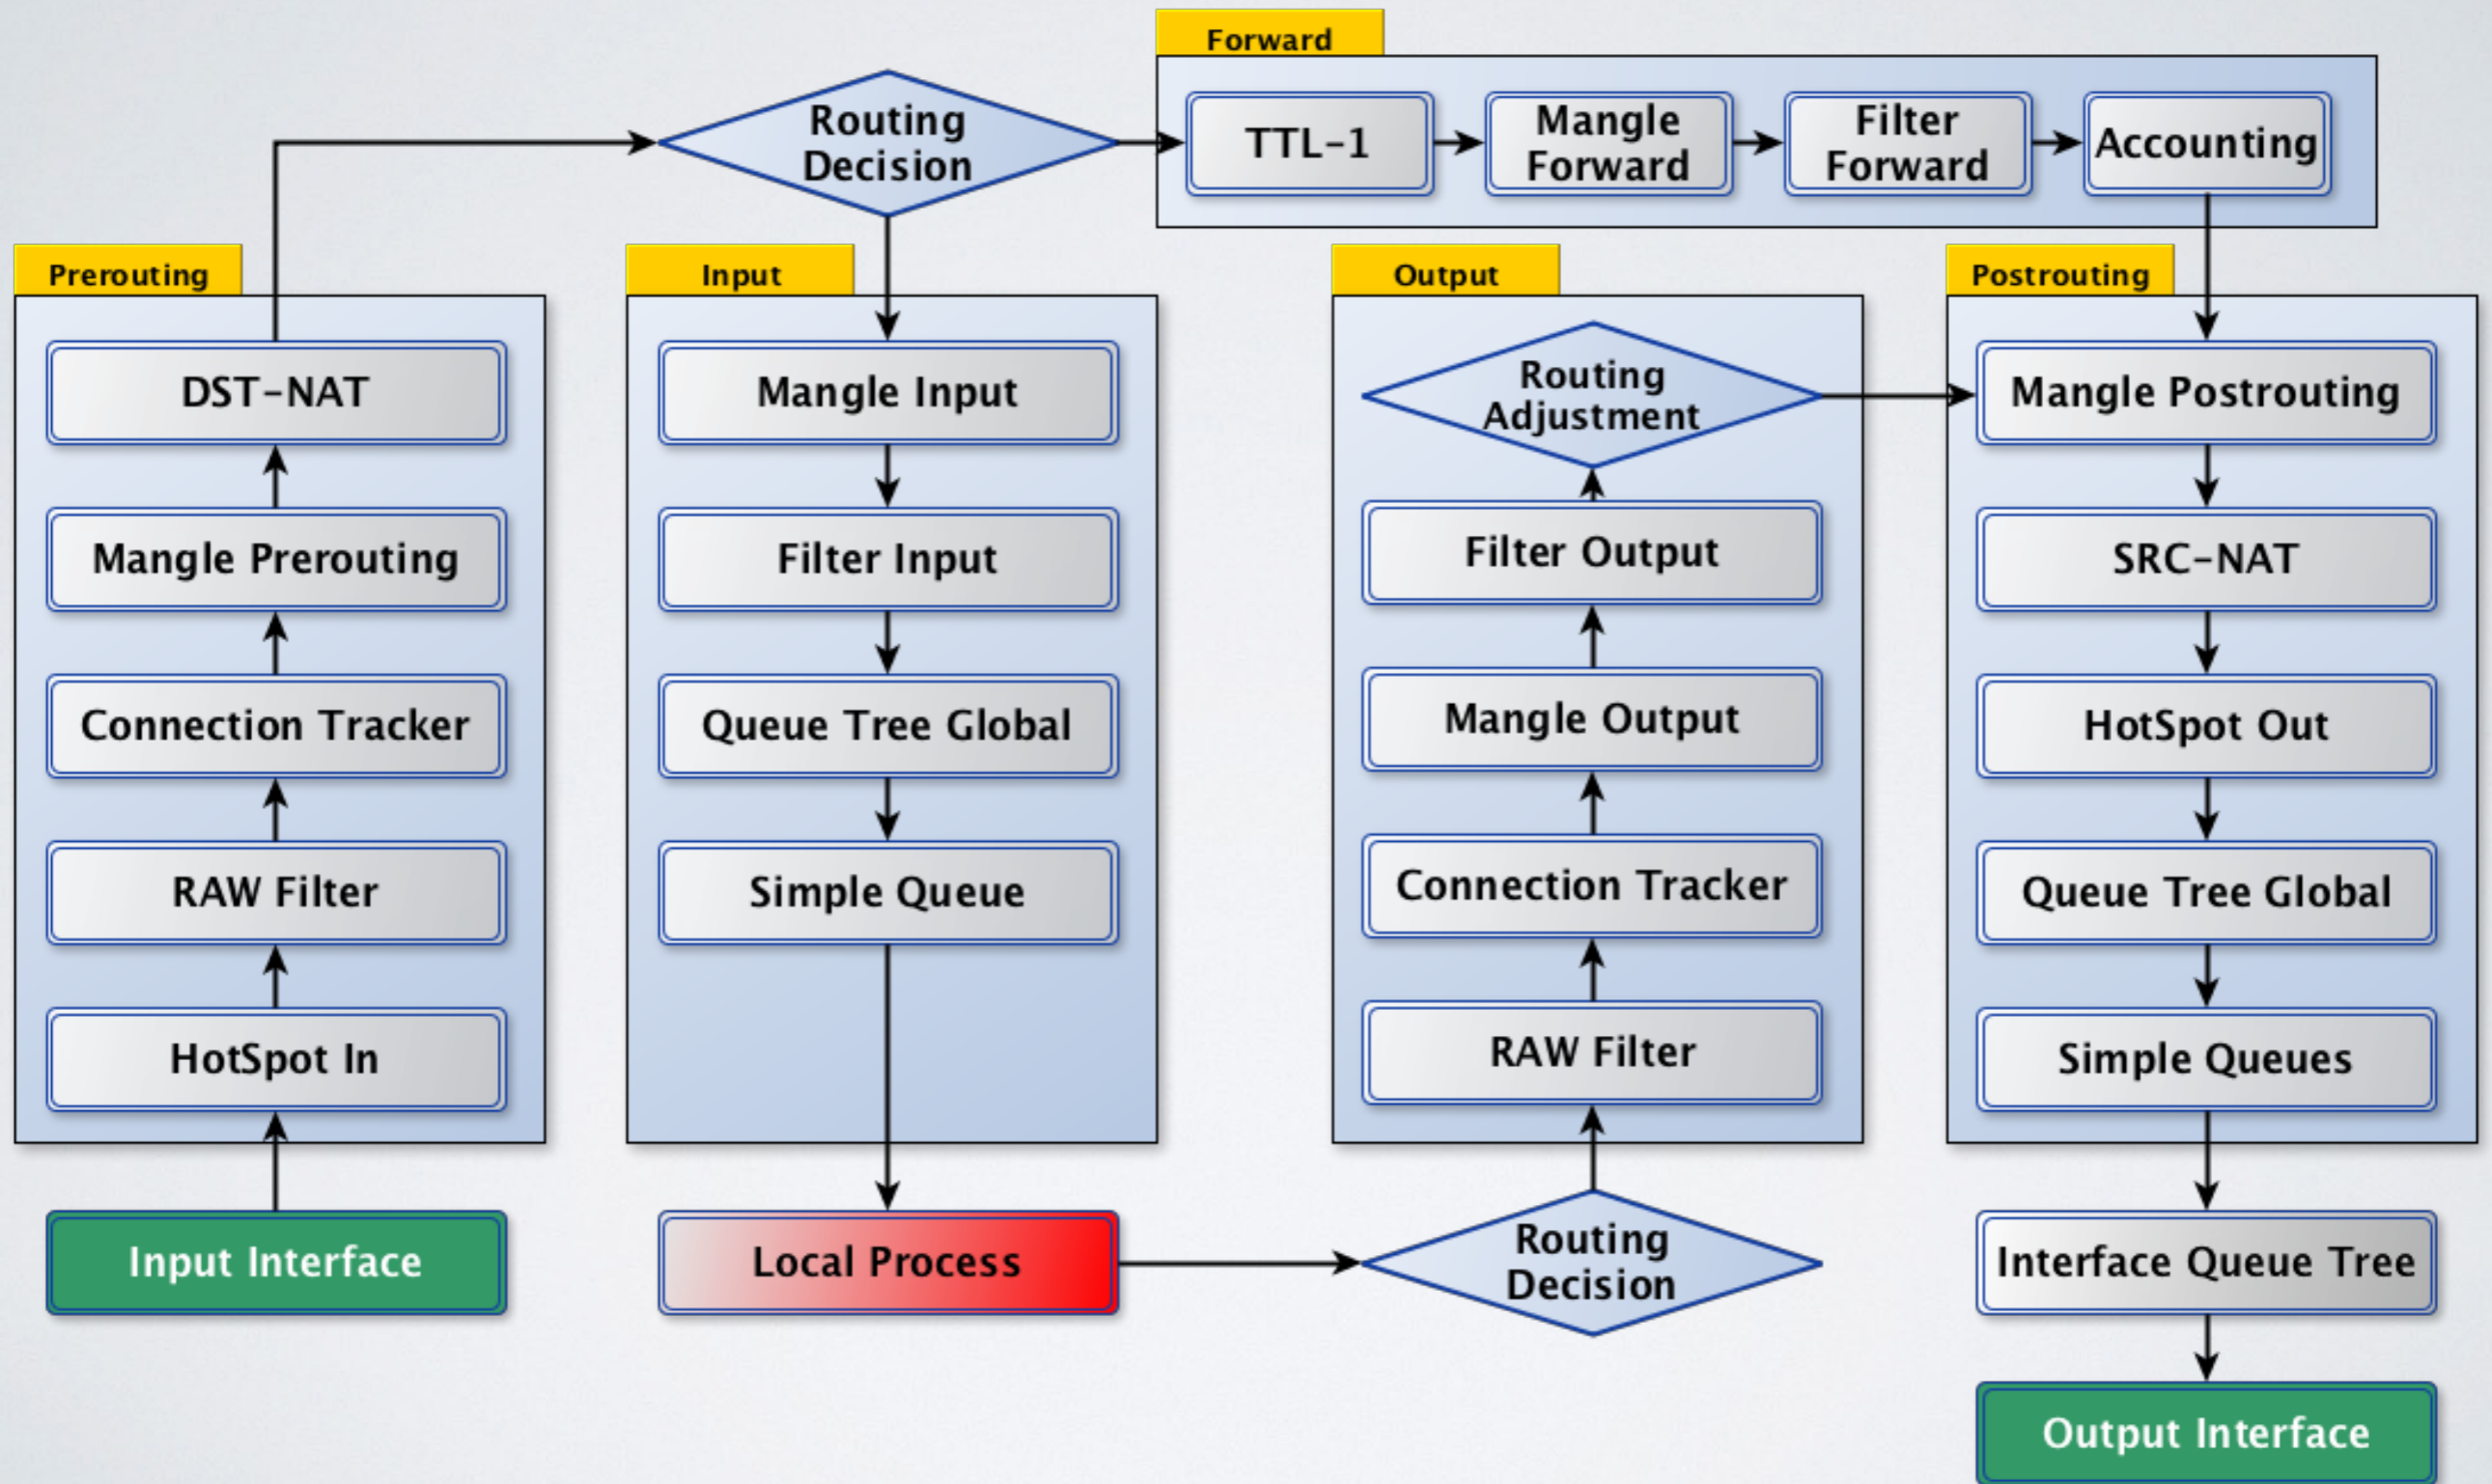 Forward
Routing
Decision
TTL-1
Mangle
Forward
Filter
Forward
Accounting
Prerouting
DST-NAT
Mangle Prerouting
Connection Tracker
RAW Filter
HotSpot In
Input Interface
Input
Mangle Input
Filter Input
Queue Tree Global
Simple Queue
Local Process
Output
Routing
Adjustment
Filter Output
Mangle Output
Connection Tracker
RAW Filter
Routing
Decision
Postrouting
Mangle Postrouting
SRC-NAT
HotSpot Out
Queue Tree Global
Simple Queues
Interface Queue Tree
Output Interface